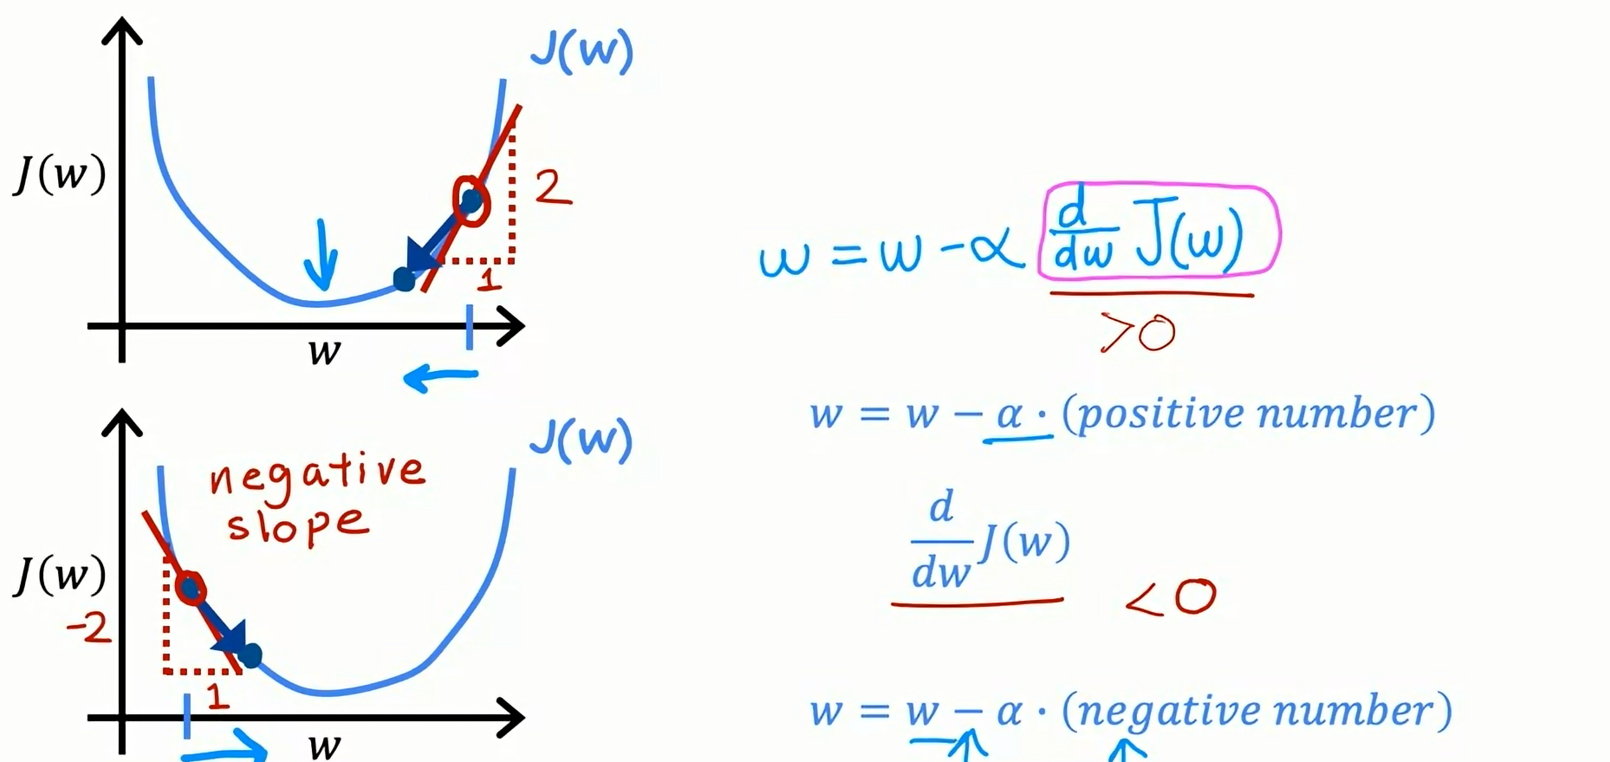 J(w)
J(w)
2
1
w
J(w)
negative
slope
J(w)
-2
1
w
w = w - α d/dw J(w)
>0
w = w − α · (positive number)
d/dw J(w) <0
w = w − α · (negative number)